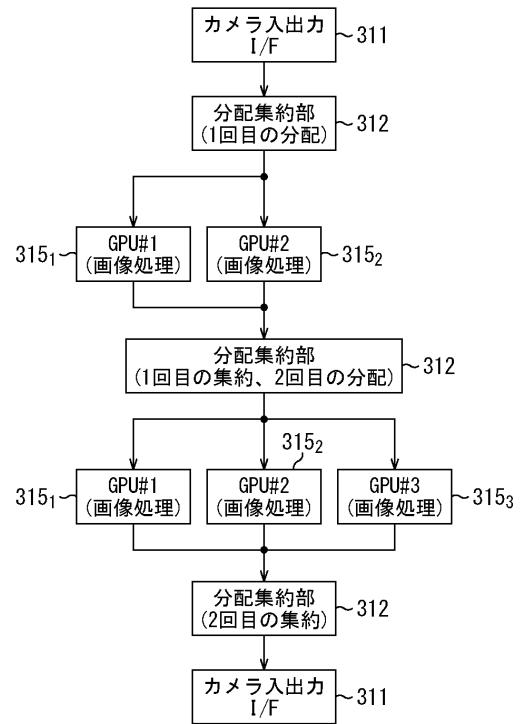 カメラ入出力
I/F
311
分配集約部
(1回目の分配)
312
GPU#1
(画像処理)
315₁
GPU#2
(画像処理)
315₂
分配集約部
(1回目の集約、2回目の分配)
312
GPU#1
(画像処理)
315₁
GPU#2
(画像処理)
315₂
GPU#3
(画像処理)
315₃
分配集約部
(2回目の集約)
312
カメラ入出力
I/F
311